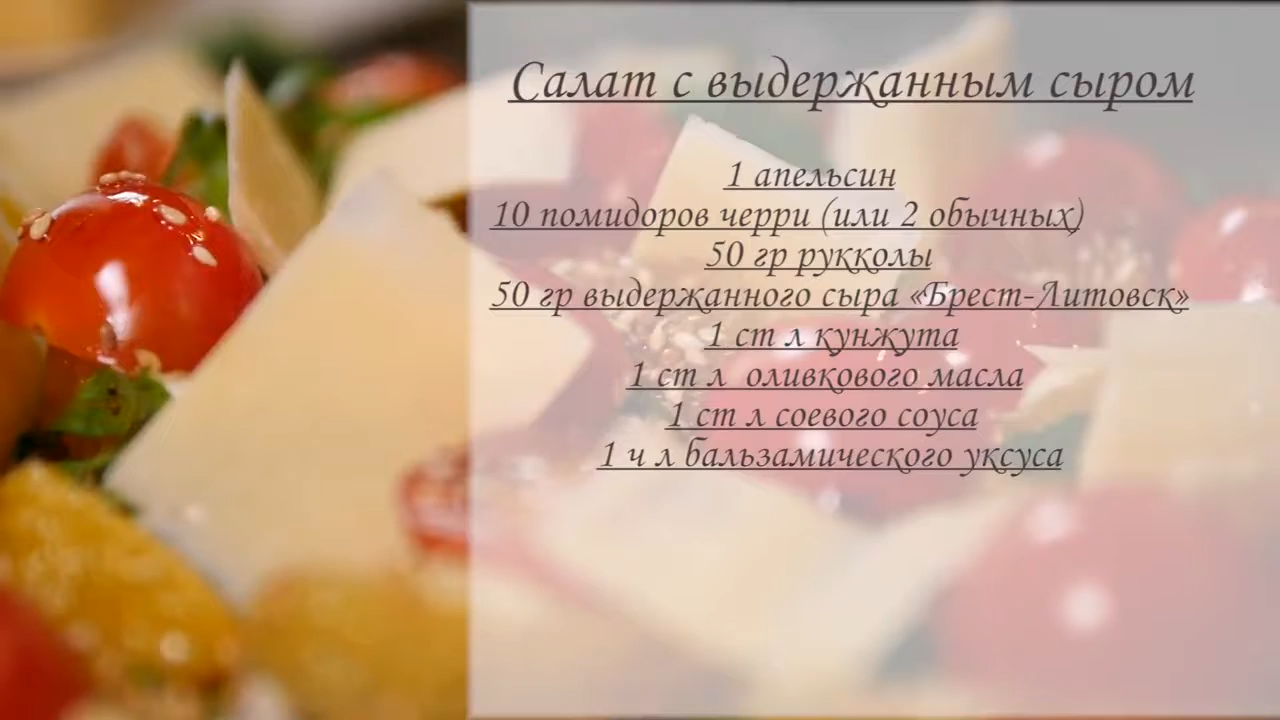 Салат с выдержанным сыром
1 апельсин
10 помидоров черри (или 2 обычных)
50 гр рукколы
50 гр выдержанного сыра «Брест-Литовск»
1 ст л кунжута
1 ст л оливкового масла
1 ст л соевого соуса
1 ч л бальзамического уксуса